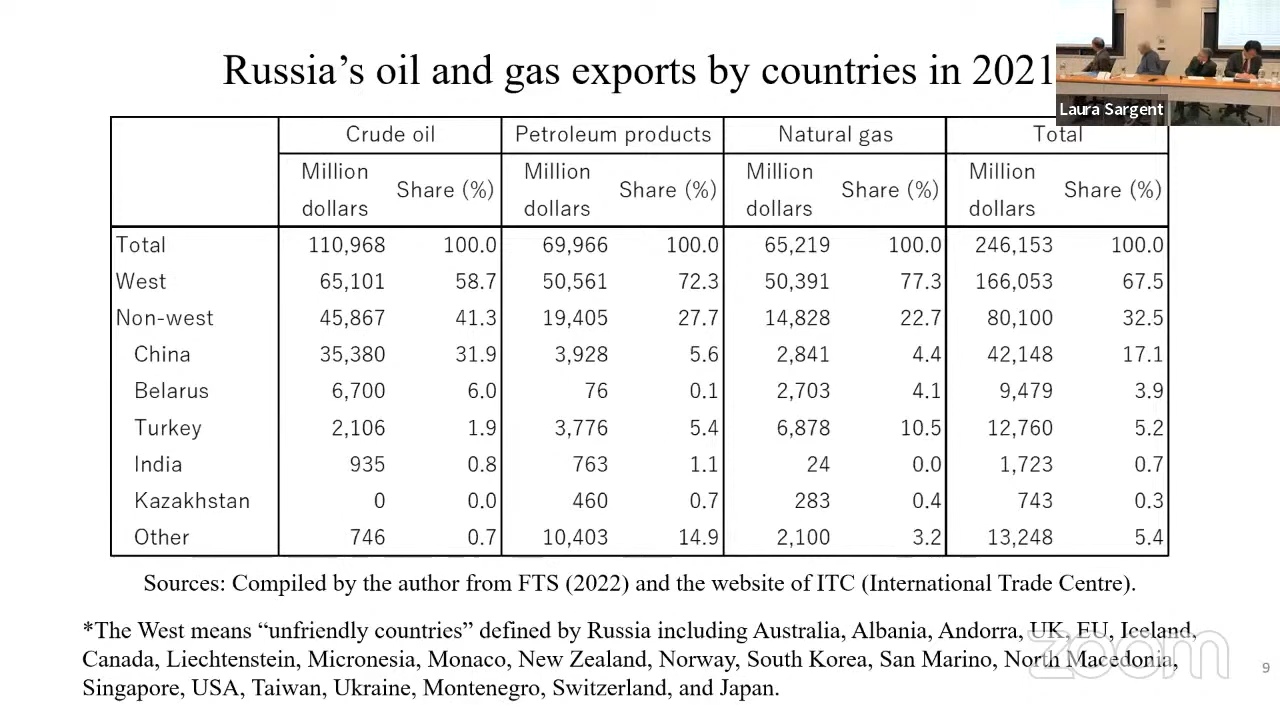 Russia's oil and gas exports by countries in 2021
Laura Sargent
Crude oil Petroleum products Natural gas Total
Million dollars Share (%) Million dollars Share (%) Million dollars Share (%) Million dollars Share (%)
Total 110,968 100.0 69,966 100.0 65,219 100.0 246,153 100.0
West 65,101 58.7 50,561 72.3 50,391 77.3 166,053 67.5
Non-west 45,867 41.3 19,405 27.7 14,828 22.7 80,100 32.5
China 35,380 31.9 3,928 5.6 2,841 4.4 42,148 17.1
Belarus 6,700 6.0 76 0.1 2,703 4.1 9,479 3.9
Turkey 2,106 1.9 3,776 5.4 6,878 10.5 12,760 5.2
India 935 0.8 763 1.1 24 0.0 1,723 0.7
Kazakhstan 0 0.0 460 0.7 283 0.4 743 0.3
Other 746 0.7 10,403 14.9 2,100 3.2 13,248 5.4
Sources: Compiled by the author from FTS (2022) and the website of ITC (International Trade Centre).
*The West means “unfriendly countries” defined by Russia including Australia, Albania, Andorra, UK, EU, Iceland,
Canada, Liechtenstein, Micronesia, Monaco, New Zealand, Norway, South Korea, San Marino, North Macedonia,
Singapore, USA, Taiwan, Ukraine, Montenegro, Switzerland, and Japan.
zoom
9